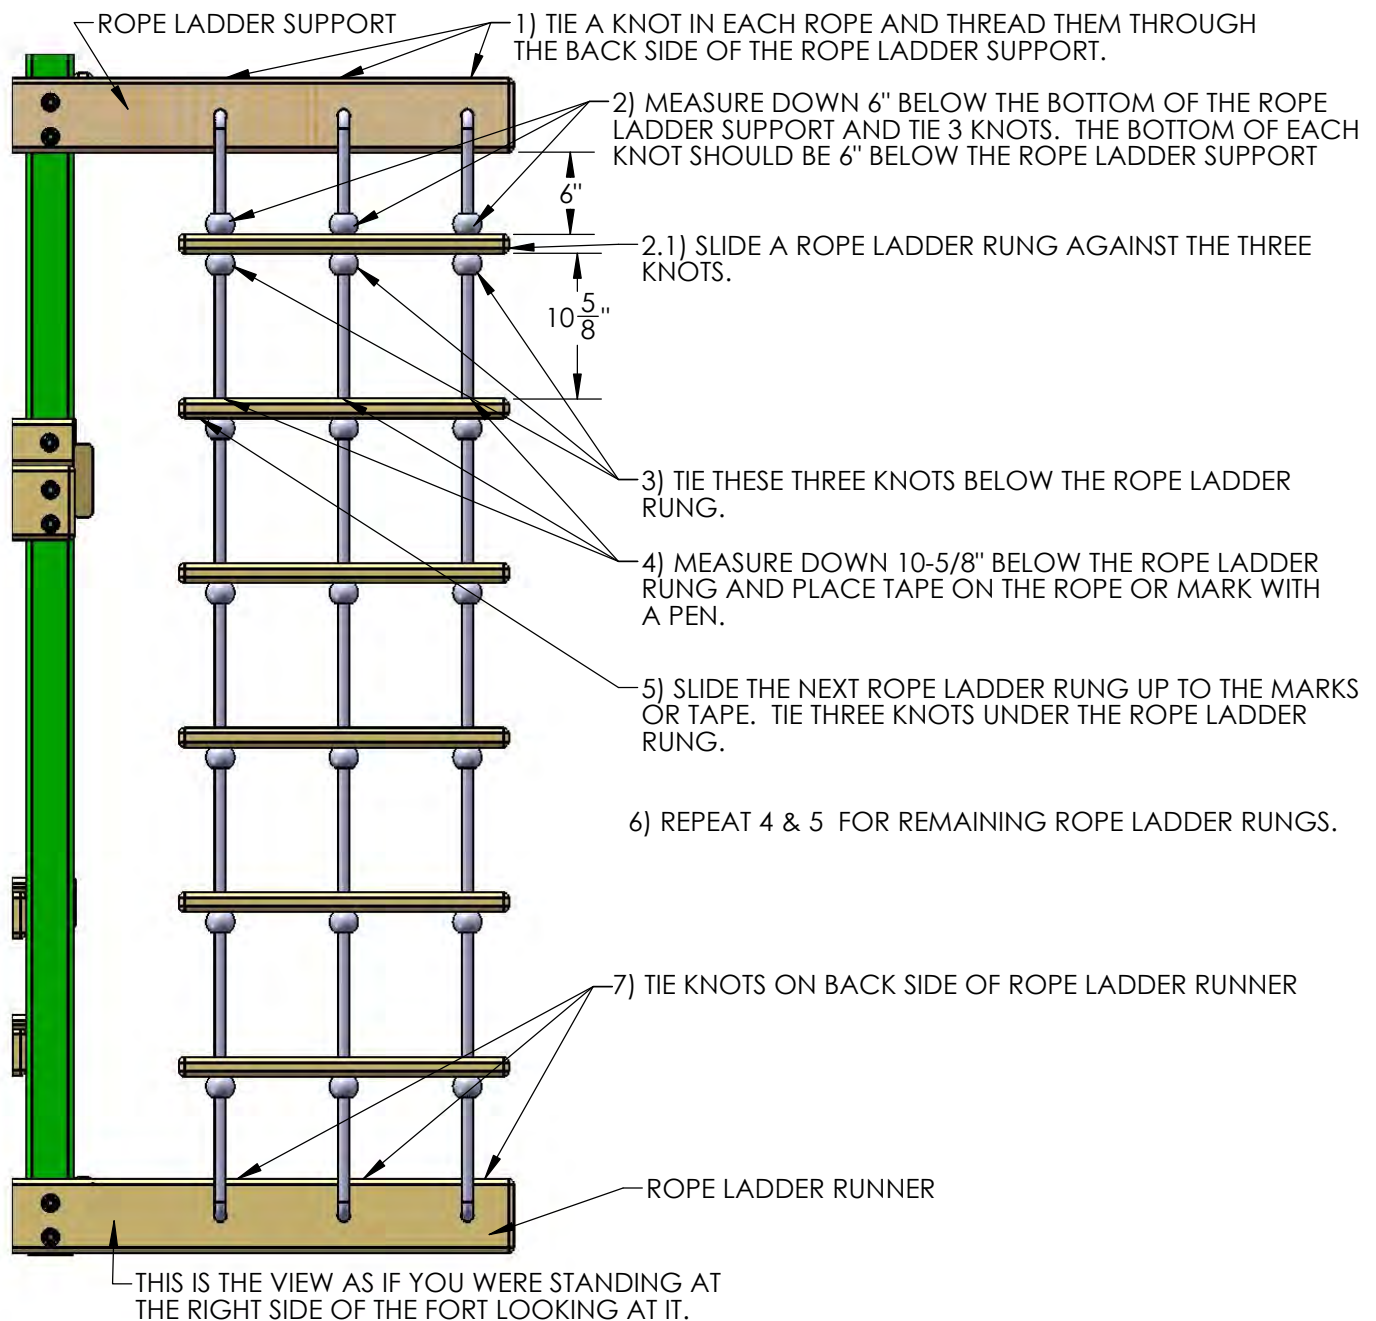 ROPE LADDER SUPPORT
1) TIE A KNOT IN EACH ROPE AND THREAD THEM THROUGH
THE BACK SIDE OF THE ROPE LADDER SUPPORT.
2) MEASURE DOWN 6" BELOW THE BOTTOM OF THE ROPE
LADDER SUPPORT AND TIE 3 KNOTS. THE BOTTOM OF EACH
KNOT SHOULD BE 6" BELOW THE ROPE LADDER SUPPORT
6"
2.1) SLIDE A ROPE LADDER RUNG AGAINST THE THREE
KNOTS.
10 5/8"
3) TIE THESE THREE KNOTS BELOW THE ROPE LADDER
RUNG.
4) MEASURE DOWN 10-5/8" BELOW THE ROPE LADDER
RUNG AND PLACE TAPE ON THE ROPE OR MARK WITH
A PEN.
5) SLIDE THE NEXT ROPE LADDER RUNG UP TO THE MARKS
OR TAPE. TIE THREE KNOTS UNDER THE ROPE LADDER
RUNG.
6) REPEAT 4 & 5 FOR REMAINING ROPE LADDER RUNGS.
7) TIE KNOTS ON BACK SIDE OF ROPE LADDER RUNNER
ROPE LADDER RUNNER
THIS IS THE VIEW AS IF YOU WERE STANDING AT
THE RIGHT SIDE OF THE FORT LOOKING AT IT.